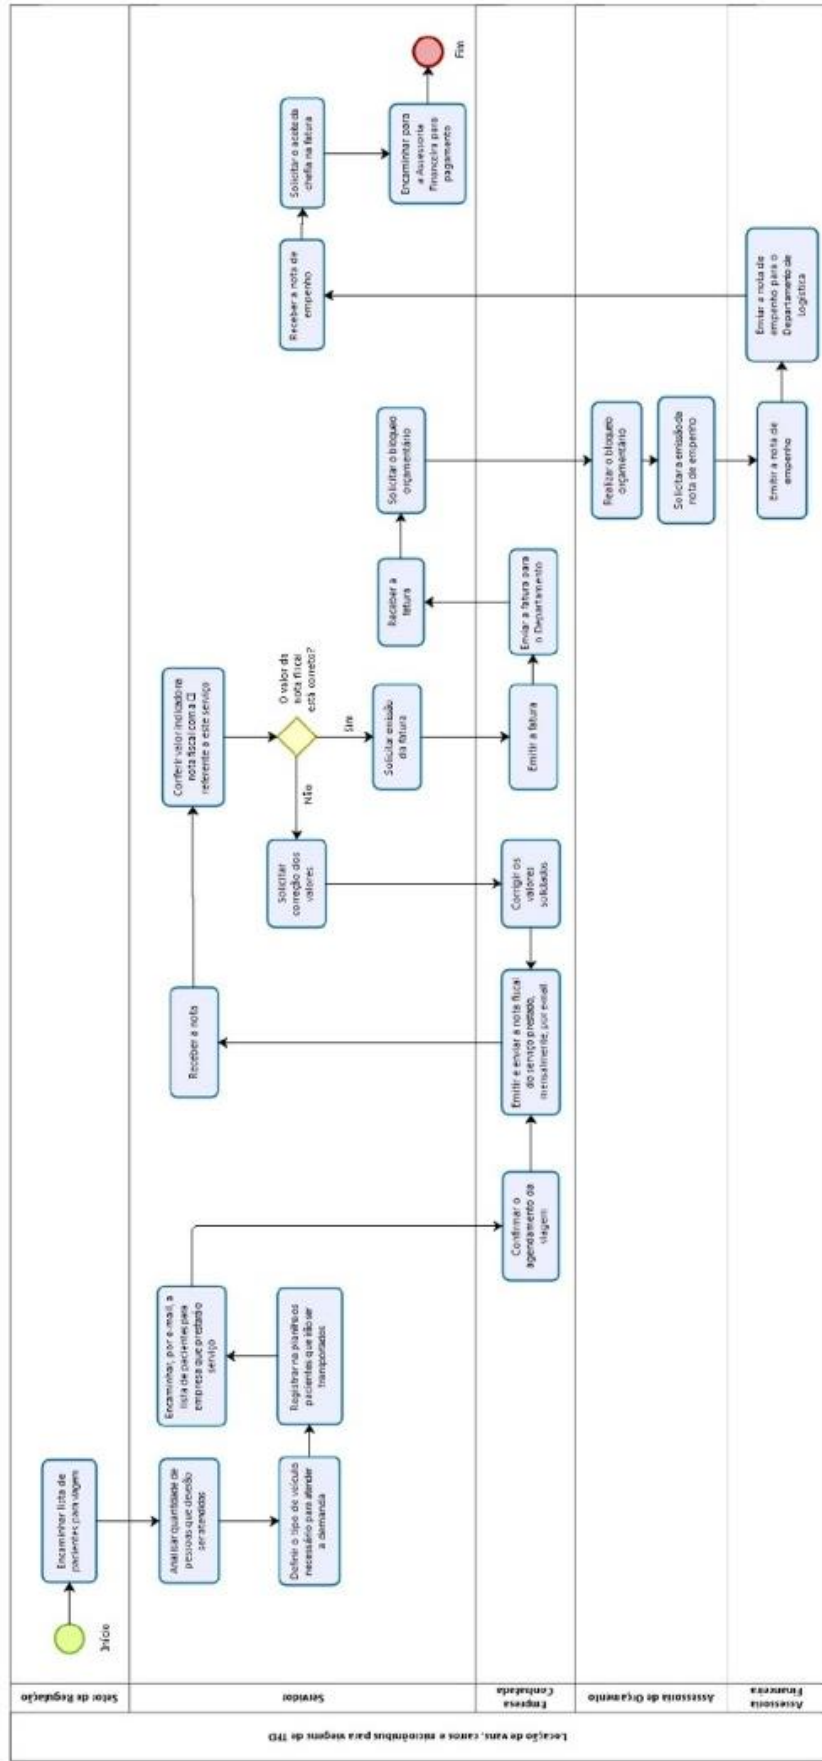 Locação de vans, carros e microônibus para viagens de TFD
Setor de Regulação
Início
Encaminhar lista de
pacientes para viagem
Servidor
Analisar quantidade de
pessoas que deverão
ser atendidas
Definir o tipo de veículo
necessário para atender
a demanda
Registrar na planilha os
pacientes que irão ser
transportados
Encaminhar, por e-mail, a
lista de pacientes para
empresa que prestará o
serviço
Receber a nota
Conferir valor indicado na
nota fiscal com a CI
referente a este serviço
O valor da
nota fiscal
está correto?
Não
Sim
Solicitar
correção dos
valores
Solicitar emissão
da fatura
Receber a
fatura
Solicitar o bloqueio
orçamentário
Receber a nota de
empenho
Solicitar o aceite da
chefia na fatura
Encaminhar para
a Assessoria
Financeira para
pagamento
Fim
Empresa
Contratada
Confirmar o
agendamento da
viagem
Emitir e enviar a nota fiscal
do serviço prestado,
mensalmente, por email
Corrigir os
valores
Emitir a fatura
Enviar a fatura para
o Departamento
Assessoria de Orçamento
Realizar o bloqueio
orçamentário
Solicitar a emissão da
nota de empenho
Assessoria
Financeira
Emitir a nota de
empenho
Enviar a nota de
empenho para o
Departamento de
Logística